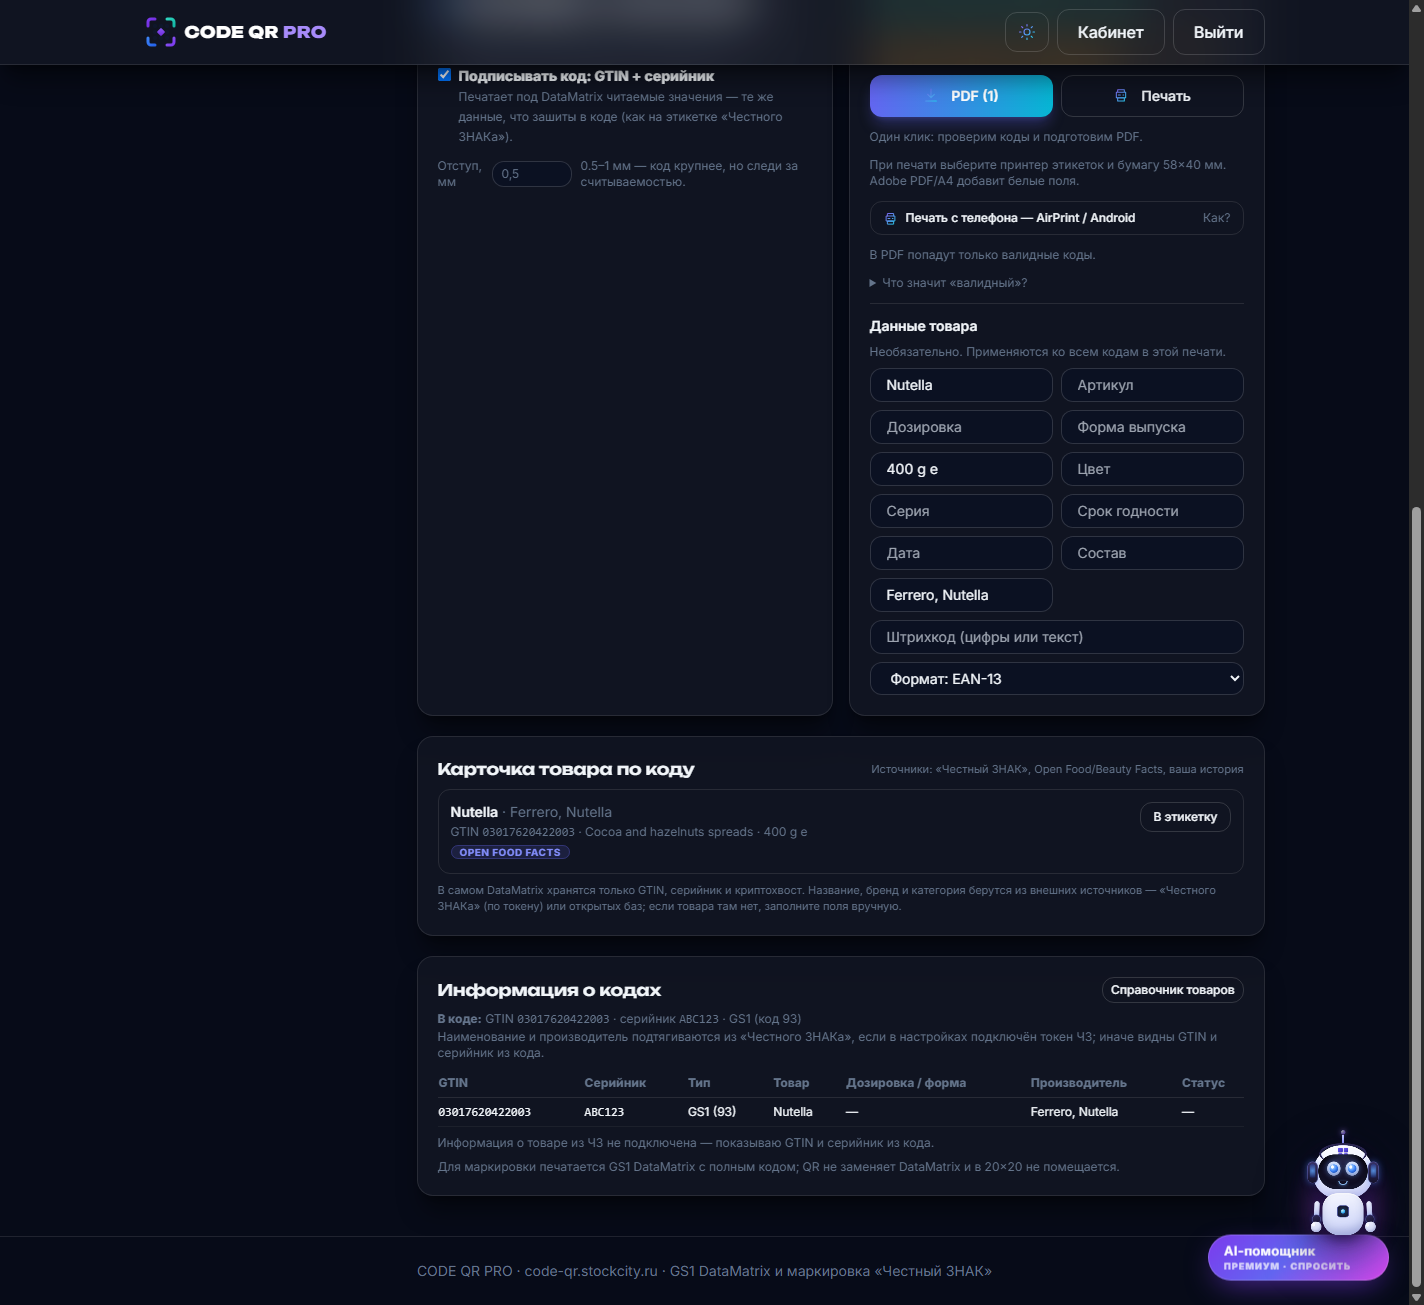 CODE QR PRO
Кабинет
Выйти
Подписывать код: GTIN + серийник
Печатает под DataMatrix читаемые значения — те же
данные, что зашиты в коде (как на этикетке «Честного
ЗНАКа»).
Отступ,
мм
0,5
0.5–1 мм — код крупнее, но следи за
считываемостью.
PDF (1)
Печать
Один клик: проверим коды и подготовим PDF.
При печати выберите принтер этикеток и бумагу 58×40 мм.
Adobe PDF/A4 добавит белые поля.
Печать с телефона — AirPrint / Android
Как?
В PDF попадут только валидные коды.
Что значит «валидный»?
Данные товара
Необязательно. Применяются ко всем кодам в этой печати.
Nutella
Артикул
Дозировка
Форма выпуска
400 g e
Цвет
Серия
Срок годности
Дата
Состав
Ferrero, Nutella
Штрихкод (цифры или текст)
Формат: EAN-13
Карточка товара по коду
Источники: «Честный ЗНАК», Open Food/Beauty Facts, ваша история
Nutella · Ferrero, Nutella
GTIN 03017620422003 · Cocoa and hazelnuts spreads · 400 g e
OPEN FOOD FACTS
В этикетку
В самом DataMatrix хранятся только GTIN, серийник и криптохвост. Название, бренд и категория берутся из внешних источников — «Честного
ЗНАКа» (по токену) или открытых баз; если товара там нет, заполните поля вручную.
Информация о кодах
Справочник товаров
В коде: GTIN 03017620422003 · серийник ABC123 · GS1 (код 93)
Наименование и производитель подтягиваются из «Честного ЗНАКа», если в настройках подключён токен ЧЗ; иначе видны GTIN и
серийник из кода.
GTIN Серийник Тип Товар Дозировка / форма Производитель Статус
03017620422003 ABC123 GS1 (93) Nutella — Ferrero, Nutella —
Информация о товаре из ЧЗ не подключена — показываю GTIN и серийник из кода.
Для маркировки печатается GS1 DataMatrix с полным кодом; QR не заменяет DataMatrix и в 20×20 не помещается.
AI-помощник
ПРЕМИУМ · СПРОСИТЬ
CODE QR PRO · code-qr.stockcity.ru · GS1 DataMatrix и маркировка «Честный ЗНАК»